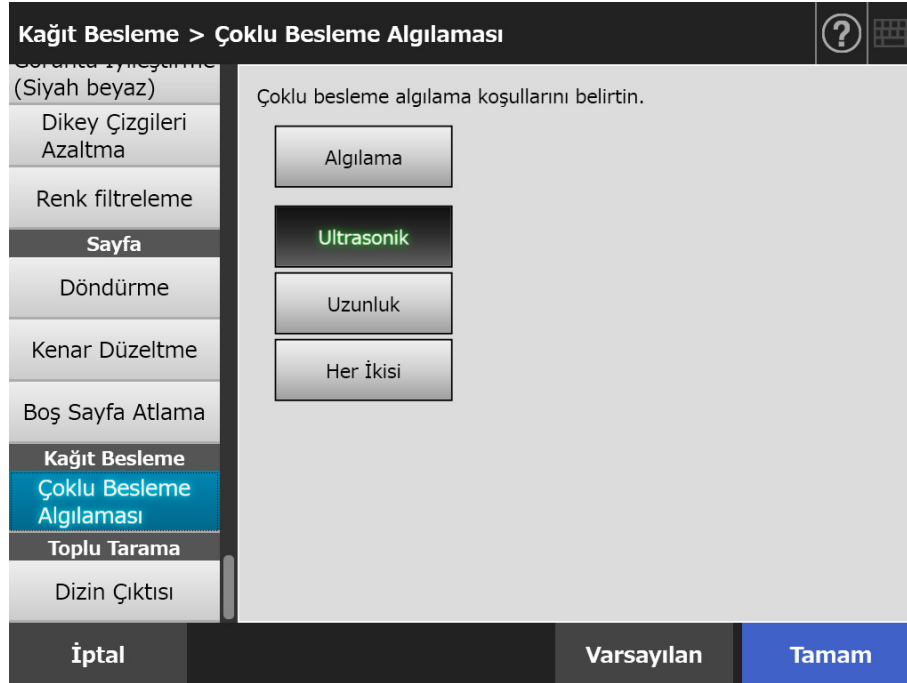 Kağıt Besleme > Çoklu Besleme Algılaması
?
(Siyah beyaz)
Dikey Çizgileri
Azaltma
Renk filtreleme
Sayfa
Döndürme
Kenar Düzeltme
Boş Sayfa Atlama
Kağıt Besleme
Çoklu Besleme
Algılaması
Toplu Tarama
Dizin Çıktısı
Çoklu besleme algılama koşullarını belirtin.
Algılama
Ultrasonik
Uzunluk
Her İkisi
İptal
Varsayılan
Tamam